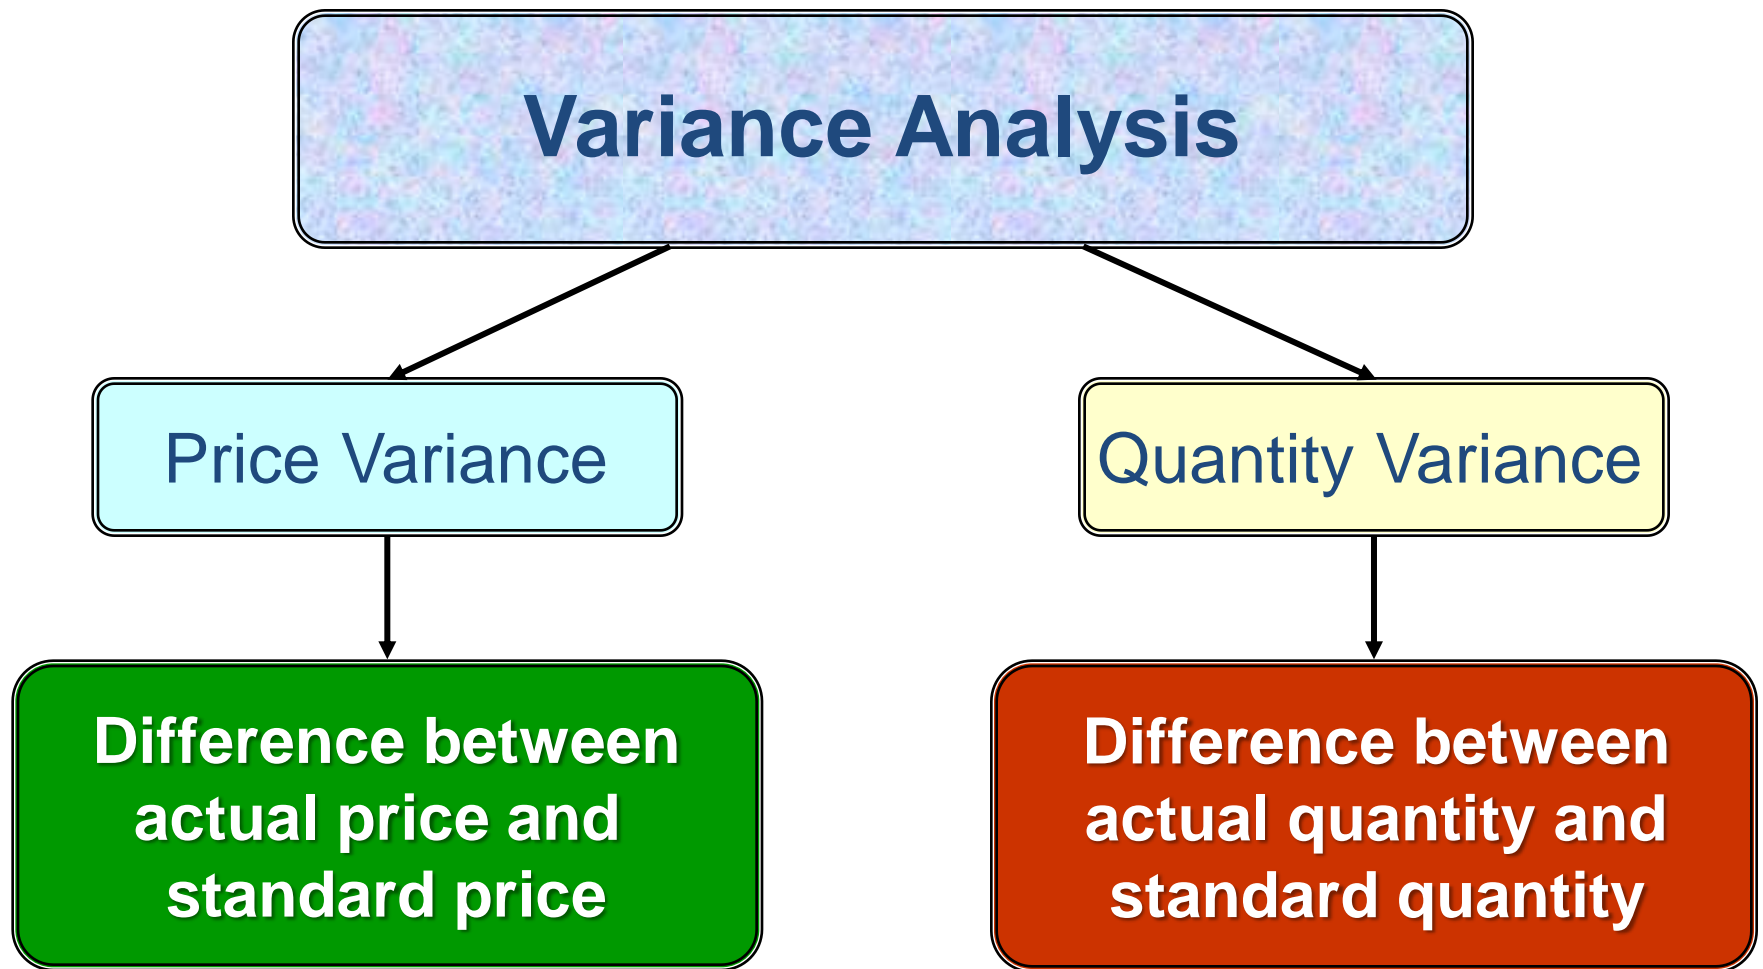 Variance Analysis
Price Variance
Quantity Variance
Difference between
actual price and
standard price
Difference between
actual quantity and
standard quantity